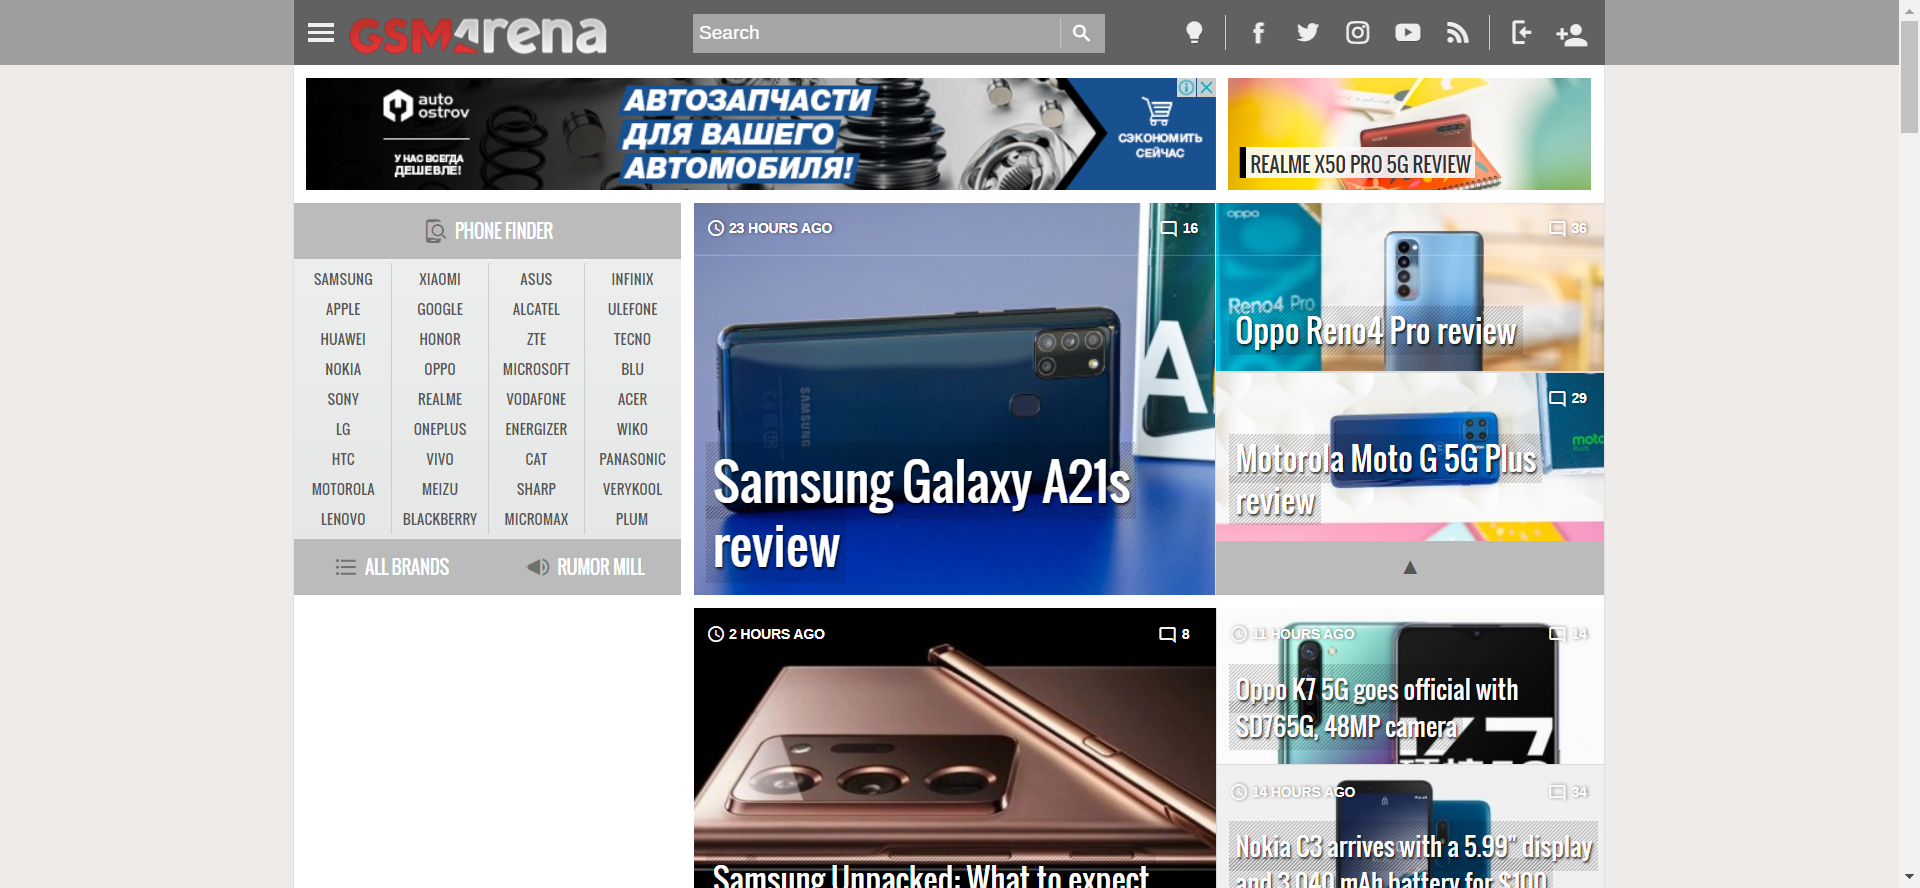 GSMArena
Search
auto
ostrov
У НАС ВСЕГДА
ДЕШЕВЛЕ!
АВТОЗАПЧАСТИ
ДЛЯ ВАШЕГО
АВТОМОБИЛЯ!
СЭКОНОМИТЬ
СЕЙЧАС
REALME X50 PRO 5G REVIEW
PHONE FINDER
SAMSUNG XIAOMI ASUS INFINIX
APPLE GOOGLE ALCATEL ULEFONE
HUAWEI HONOR ZTE TECNO
NOKIA OPPO MICROSOFT BLU
SONY REALME VODAFONE ACER
LG ONEPLUS ENERGIZER WIKO
HTC VIVO CAT PANASONIC
MOTOROLA MEIZU SHARP VERYKOOL
LENOVO BLACKBERRY MICROMAX PLUM
ALL BRANDS RUMOR MILL
23 HOURS AGO 16
SAMSUNG
A
Samsung Galaxy A21s
review
oppo
36
Reno4 Pro
Oppo Reno4 Pro review
29
moto
Motorola Moto G 5G Plus
review
2 HOURS AGO 8
Samsung Unpacked: What to expect
11 HOURS AGO 14
Oppo K7 5G goes official with
SD765G, 48MP camera
14 HOURS AGO 34
Nokia C3 arrives with a 5.99" display
and 3,040 mAh battery for $100